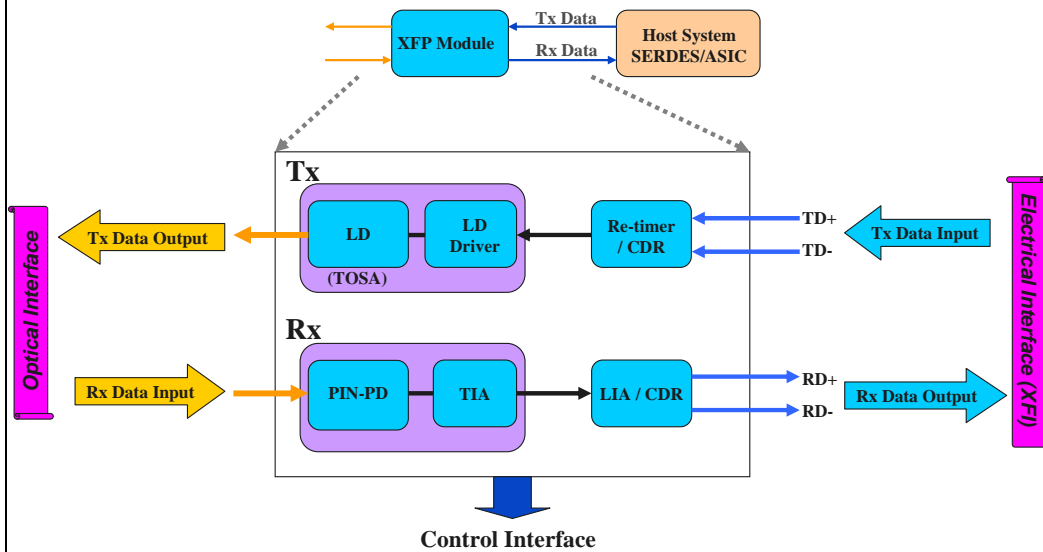 Tx Data
XFP Module
Rx Data
Host System
SERDES/ASIC
Tx
LD
(TOSA)
LD
Driver
Re-timer
/ CDR
TD+
TD-
Tx Data Output
Tx Data Input
Optical Interface
Electrical Interface (XFI)
Rx
PIN-PD
TIA
LIA / CDR
RD+
RD-
Rx Data Input
Rx Data Output
Control Interface